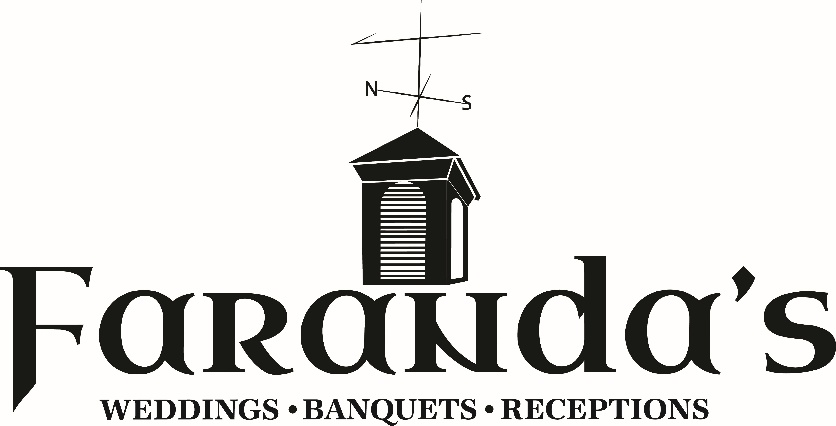 N S
Faranda's
WEDDINGS • BANQUETS • RECEPTIONS